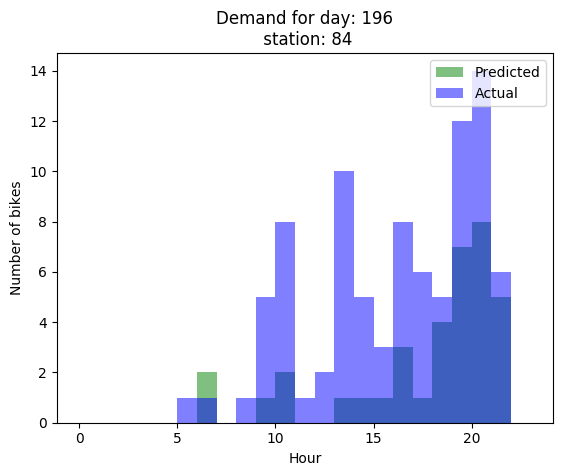 Demand for day: 196
station: 84
Predicted
Actual
14
12
10
8
6
4
2
0
Number of bikes
0 5 10 15 20
Hour